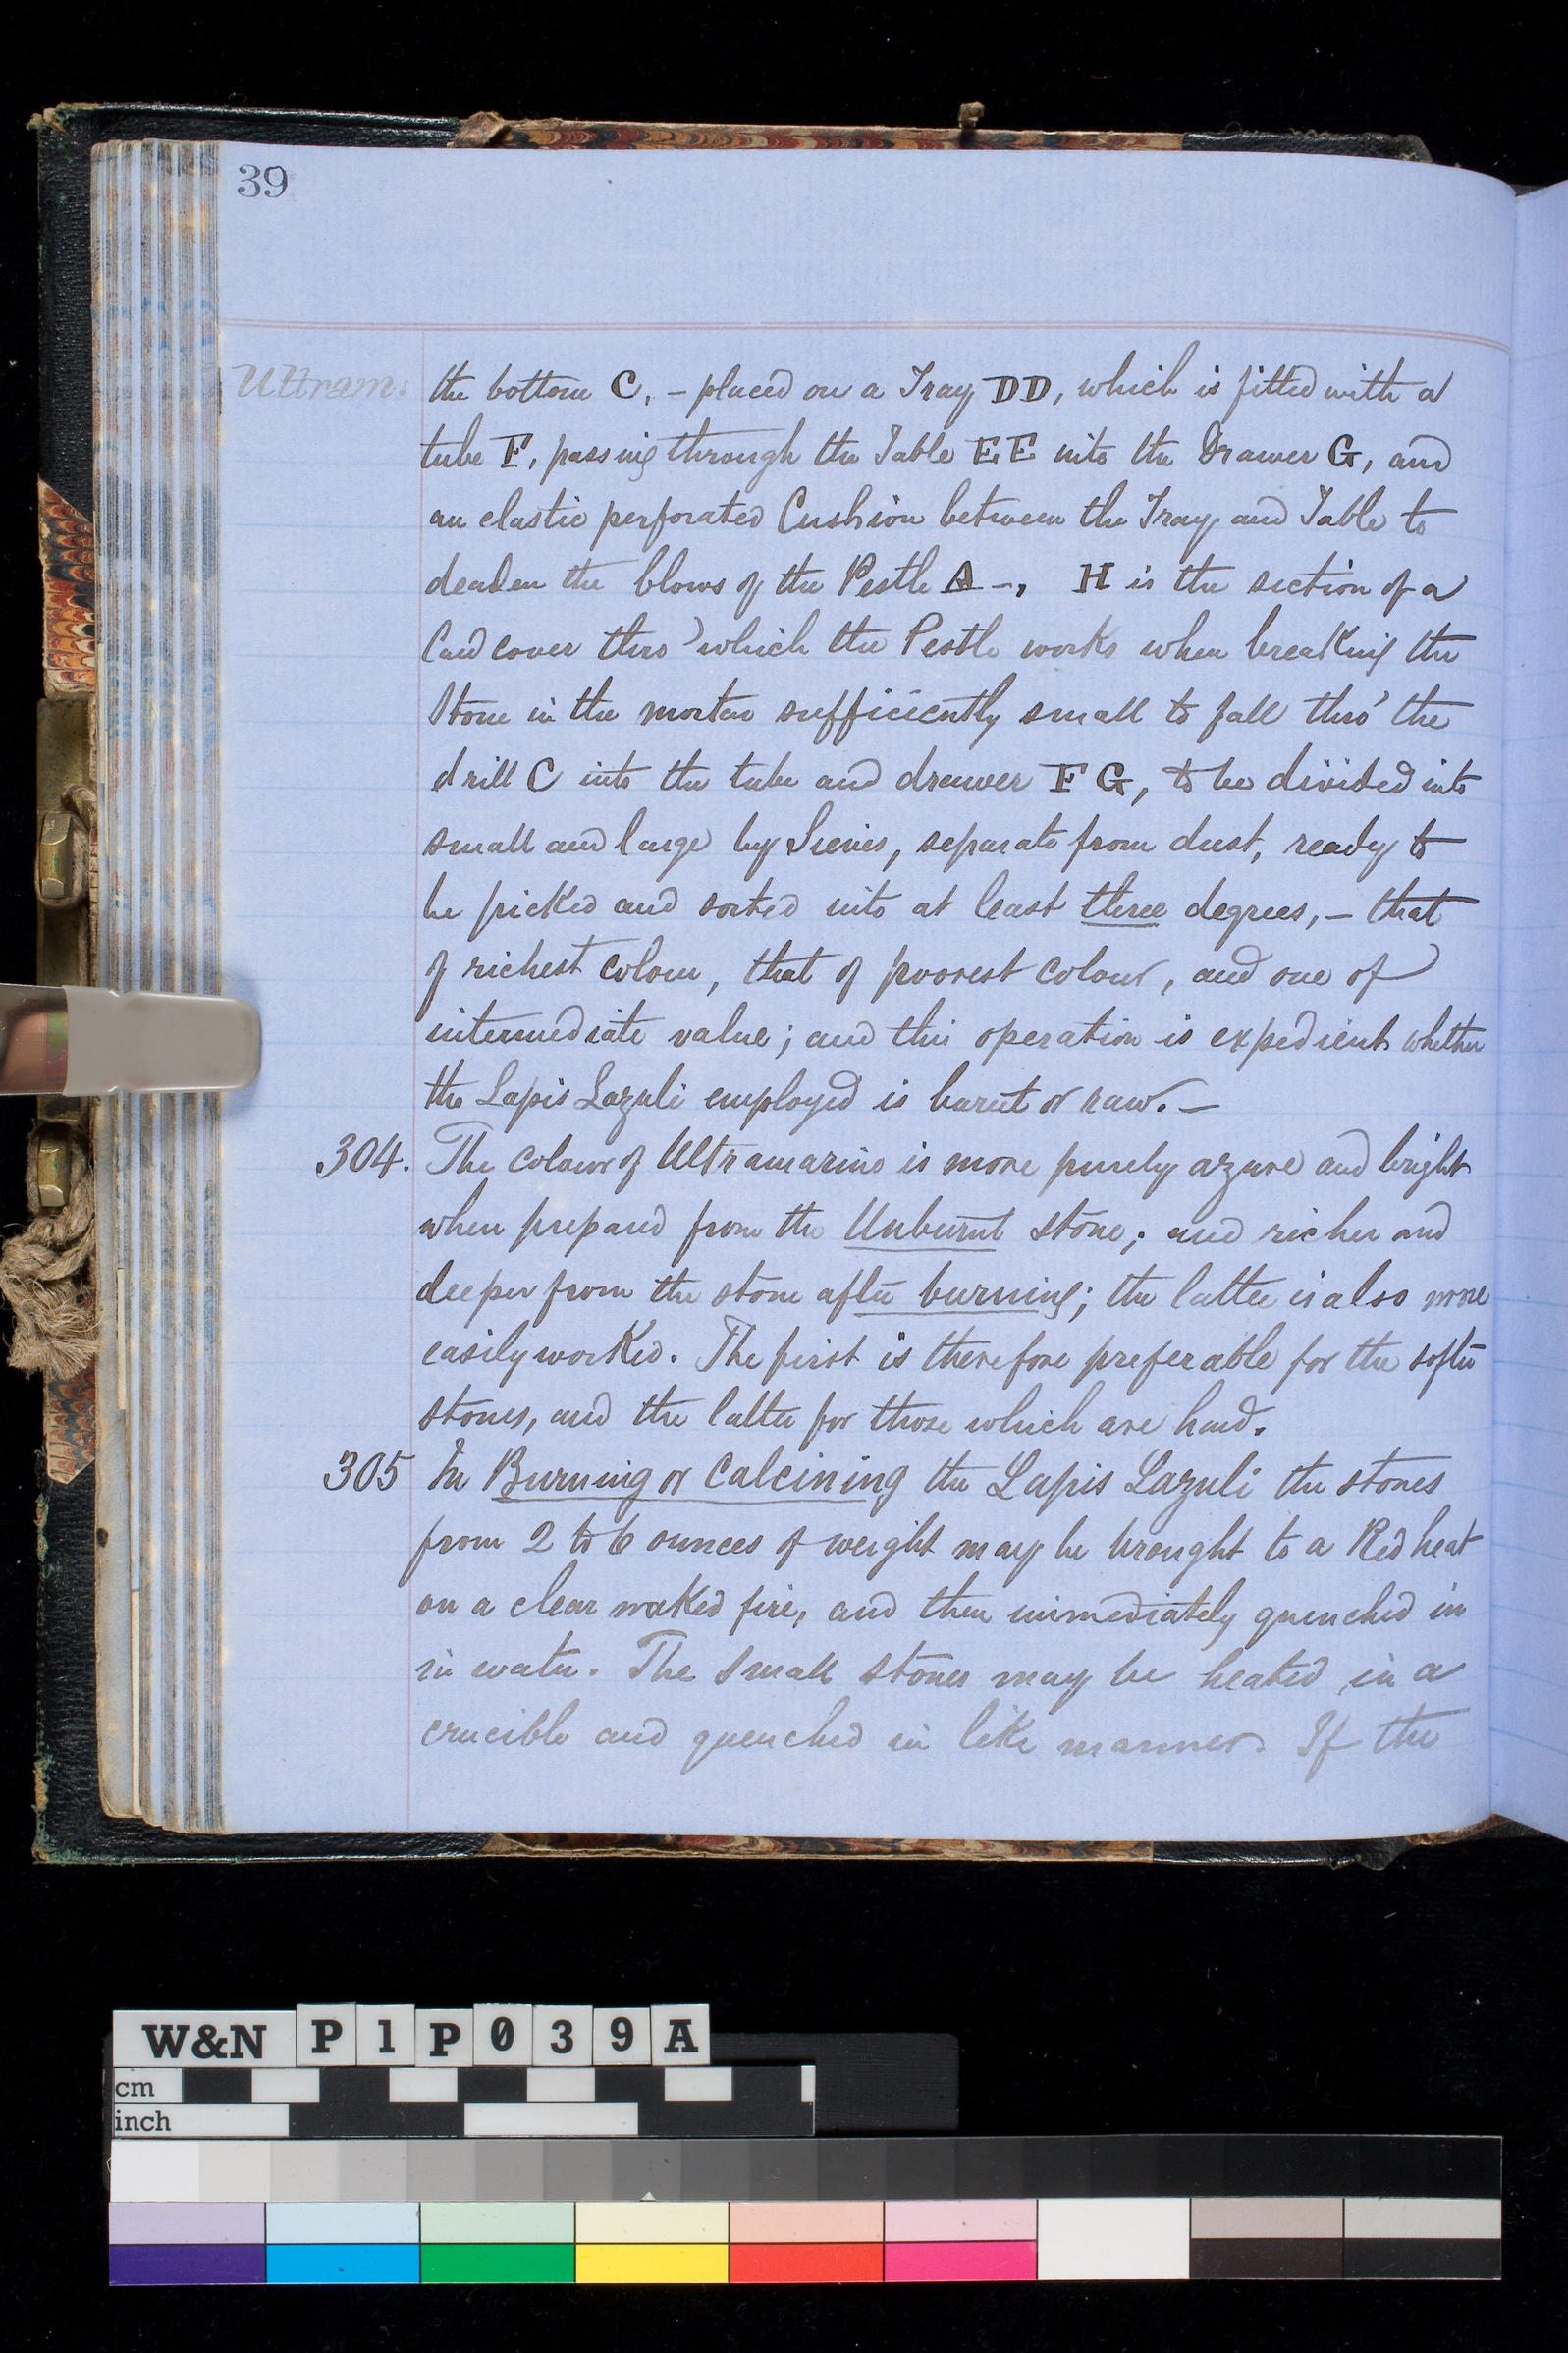 39
Ultram:
the bottom C, – placed on a Tray DD, which is fitted with a
tube F, passing through the Table EE into the Drawer G, and
an elastic perforated Cushion between the Tray and Table to
deaden the blows of the Pestle A –, H is the section of a
Card cover thro' which the Pestle works when breaking the
Stone in the mortar sufficiently small to fall thro' the
drill C into the tube and drawer F G, to be divided into
small and large by Sieves, separate from dust, ready to
be picked and sorted into at least three degrees, – that
of richest colour, that of poorest colour, and one of
intermediate value; and this operation is expedient whether
the Lapis Lazuli employed is burnt or raw. –
304. The colour of Ultramarine is more purely azure and bright
when prepared from the Unburnt stone; and richer and
deeper from the stone after burning; the latter is also more
easily worked. The first is therefore preferable for the softer
stones, and the latter for those which are hard.
305 In Burning or Calcining the Lapis Lazuli the stones
from 2 to 6 ounces of weight may be brought to a Red heat
on a clear naked fire, and then immediately quenched in
in water. The small stones may be heated in a
crucible and quenched in like manner. If the
W&N P1P039A
cm
inch